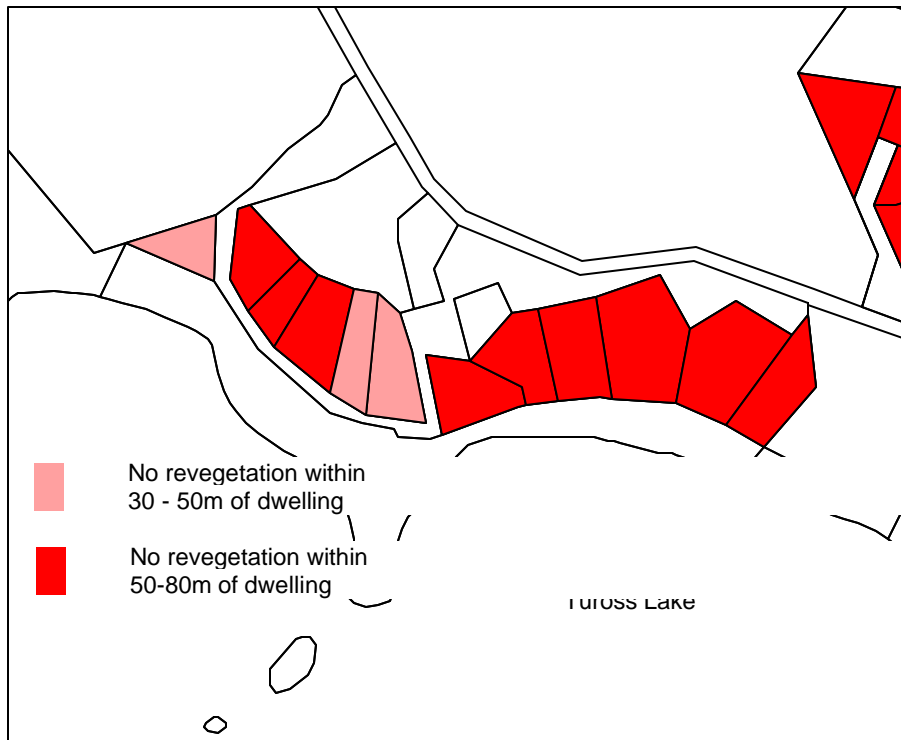 No revegetation within
30 - 50m of dwelling
No revegetation within
50-80m of dwelling
Tuross Lake